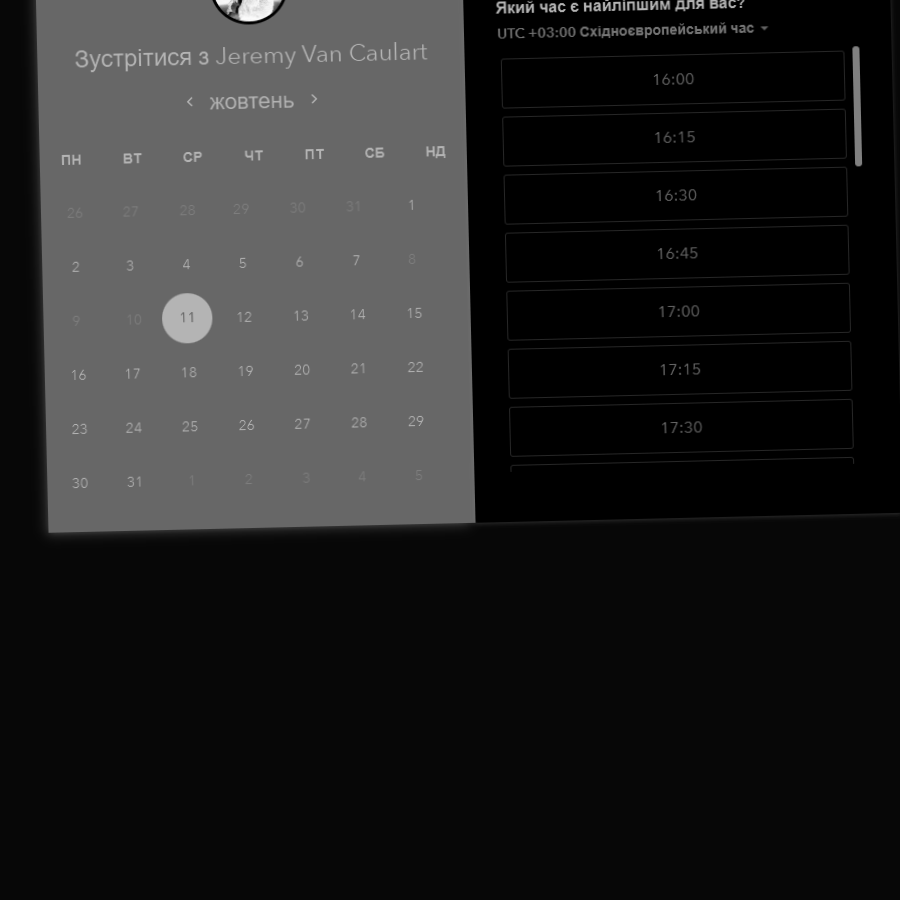 Зустрітися з Jeremy Van Caulart
жовтень
ПН ВТ СР ЧТ ПТ СБ НД
26 27 28 29 30 31 1
2 3 4 5 6 7 8
9 10 11 12 13 14 15
16 17 18 19 20 21 22
23 24 25 26 27 28 29
30 31 1 2 3 4 5
Який час є найліпшим для вас?
UTC +03:00 Східноєвропейський час
16:00
16:15
16:30
16:45
17:00
17:15
17:30